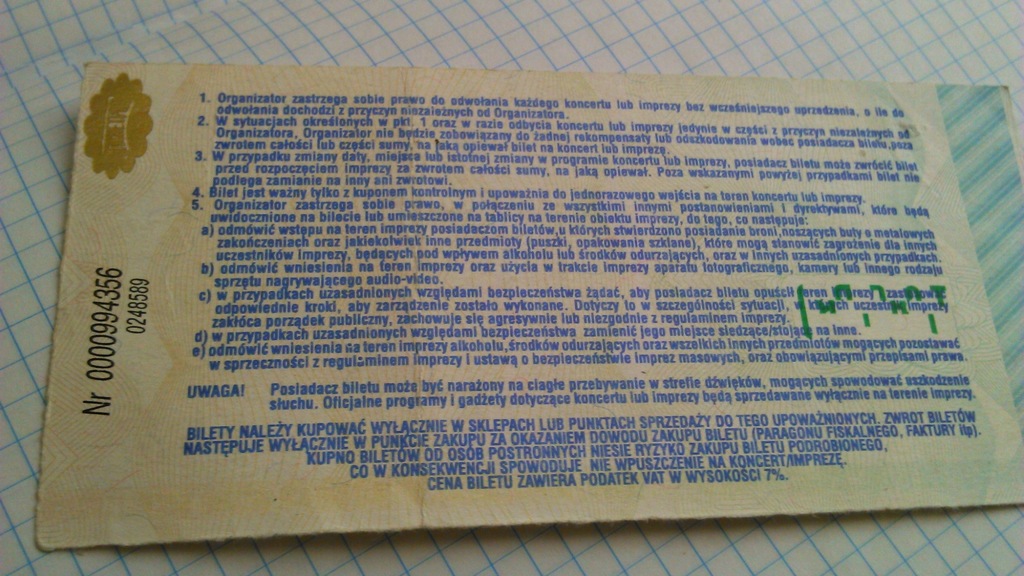 1. Organizator zastrzega sobie prawo do odwołania każdego koncertu lub imprezy bez wcześniejszego uprzedzenia, o ile do
odwołania dochodzi z przyczyn niezależnych od Organizatora.
2. W sytuacjach określonych w pkt. 1 oraz w razie odbycia koncertu lub imprezy jedynie w części z przyczyn niezależnych od
Organizatora, Organizator nie będzie zobowiązany do żadnej rekompensaty lub odszkodowania wobec posiadacza biletu, poza
zwrotem całości lub części sumy, na jaką opiewał bilet na koncert lub imprezę.
3. W przypadku zmiany daty, miejsca lub istotnej zmiany w programie koncertu lub imprezy, posiadacz biletu może zwrócić bilet
przed rozpoczęciem imprezy za zwrotem całości sumy, na jaką opiewał. Poza wskazanymi powyżej przypadkami bilet nie
podlega zamianie na inny ani zwrotowi.
4. Bilet jest ważny tylko z kuponem kontrolnym i upoważnia do jednorazowego wejścia na teren koncertu lub imprezy.
5. Organizator zastrzega sobie prawo, w połączeniu ze wszystkimi innymi postanowieniami i dyrektywami, które będą
uwidocznione na bilecie lub umieszczone na tablicy na terenie obiektu imprezy, do tego, co następuje:
a) odmówić wstępu na teren imprezy posiadaczom biletów, u których stwierdzono posiadanie broni, noszących buty o metalowych
zakończeniach oraz jakiekolwiek inne przedmioty (puszki, opakowania szklane), które mogą stanowić zagrożenie dla innych
uczestników imprezy, będących pod wpływem alkoholu lub środków odurzających, oraz w innych uzasadnionych przypadkach.
b) odmówić wniesienia na teren imprezy oraz użycia w trakcie imprezy aparatu fotograficznego, kamery lub innego rodzaju
sprzętu nagrywającego audio-video.
c) w przypadkach uzasadnionych względami bezpieczeństwa żądać, aby posiadacz biletu opuścił teren imprezy i zastosować
odpowiednie kroki, aby zarządzenie zostało wykonane. Dotyczy to w szczególności sytuacji, uczestnik imprezy
zakłóca porządek publiczny, zachowuje się agresywnie lub niezgodnie z regulaminem imprezy.
d) w przypadkach uzasadnionych względami bezpieczeństwa zamienić jego miejsce siedzące/stojące na inne.
e) odmówić wniesienia na teren imprezy alkoholu, środków odurzających oraz wszelkich innych przedmiotów mogących pozostawać
w sprzeczności z regulaminem imprezy i ustawą o bezpieczeństwie imprez masowych, oraz obowiązującymi przepisami prawa.
UWAGA! Posiadacz biletu może być narażony na ciągłe przebywanie w strefie dźwięków, mogących spowodować uszkodzenie
słuchu. Oficjalne programy i gadżety dotyczące koncertu lub imprezy będą sprzedawane wyłącznie na terenie imprezy.
BILETY NALEŻY KUPOWAĆ WYŁĄCZNIE W SKLEPACH LUB PUNKTACH SPRZEDAŻY DO TEGO UPOWAŻNIONYCH. ZWROT BILETÓW
NASTĘPUJE WYŁĄCZNIE W PUNKCIE ZAKUPU ZA OKAZANIEM DOWODU ZAKUPU BILETU (PARAGONU FISKALNEGO, FAKTURY itp).
KUPNO BILETÓW OD OSÓB POSTRONNYCH NIESIE RYZYKO ZAKUPU BILETU PODROBIONEGO,
CO W KONSEKWENCJI SPOWODUJE NIE WPUSZCZENIE NA KONCERT/IMPREZĘ.
CENA BILETU ZAWIERA PODATEK VAT W WYSOKOŚCI 7%.
Nr 0000994356
0248589